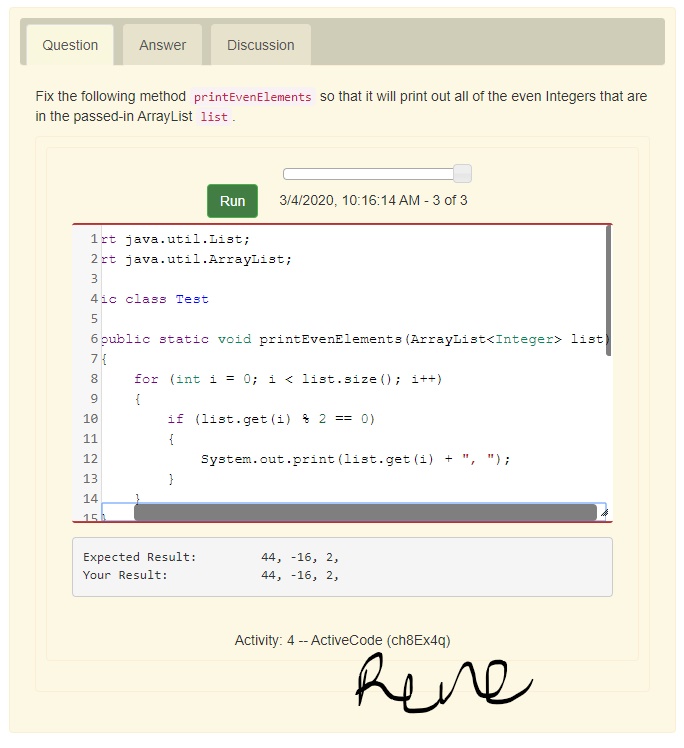 Question Answer Discussion
Fix the following method printEvenElements so that it will print out all of the even Integers that are
in the passed-in ArrayList list .
Run 3/4/2020, 10:16:14 AM - 3 of 3
1 rt java.util.List;
2 rt java.util.ArrayList;
3
4 ic class Test
5
6 public static void printEvenElements(ArrayList<Integer> list)
7 {
8 for (int i = 0; i < list.size(); i++)
9 {
10 if (list.get(i) % 2 == 0)
11 {
12 System.out.print(list.get(i) + ", ");
13 }
14 }
15 }
Expected Result: 44, -16, 2,
Your Result: 44, -16, 2,
Activity: 4 -- ActiveCode (ch8Ex4q)
Rene